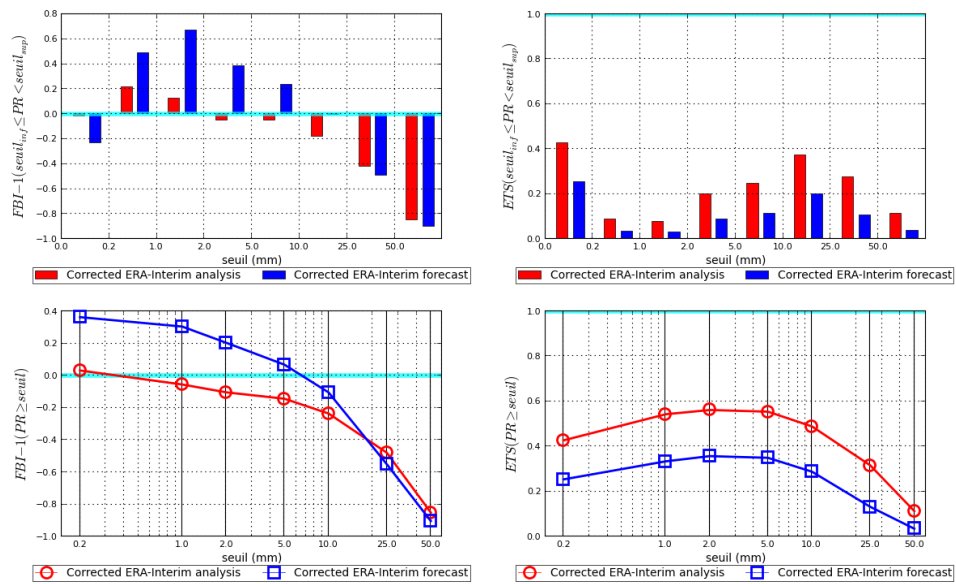 FBI−1(seuil_inf ≤ PR < seuil_sup)
0.8
0.6
0.4
0.2
0.0
−0.2
−0.4
−0.6
−0.8
−1.0
0.0 0.2 1.0 2.0 5.0 10.0 25.0 50.0
seuil (mm)
Corrected ERA-Interim analysis Corrected ERA-Interim forecast
ETS(seuil_inf ≤ PR < seuil_sup)
1.0
0.8
0.6
0.4
0.2
0.0
0.0 0.2 1.0 2.0 5.0 10.0 25.0 50.0
seuil (mm)
Corrected ERA-Interim analysis Corrected ERA-Interim forecast
FBI−1(PR ≥ seuil)
0.4
0.2
0.0
−0.2
−0.4
−0.6
−0.8
−1.0
0.2 1.0 2.0 5.0 10.0 25.0 50.0
seuil (mm)
Corrected ERA-Interim analysis Corrected ERA-Interim forecast
ETS(PR ≥ seuil)
1.0
0.8
0.6
0.4
0.2
0.0
0.2 1.0 2.0 5.0 10.0 25.0 50.0
seuil (mm)
Corrected ERA-Interim analysis Corrected ERA-Interim forecast